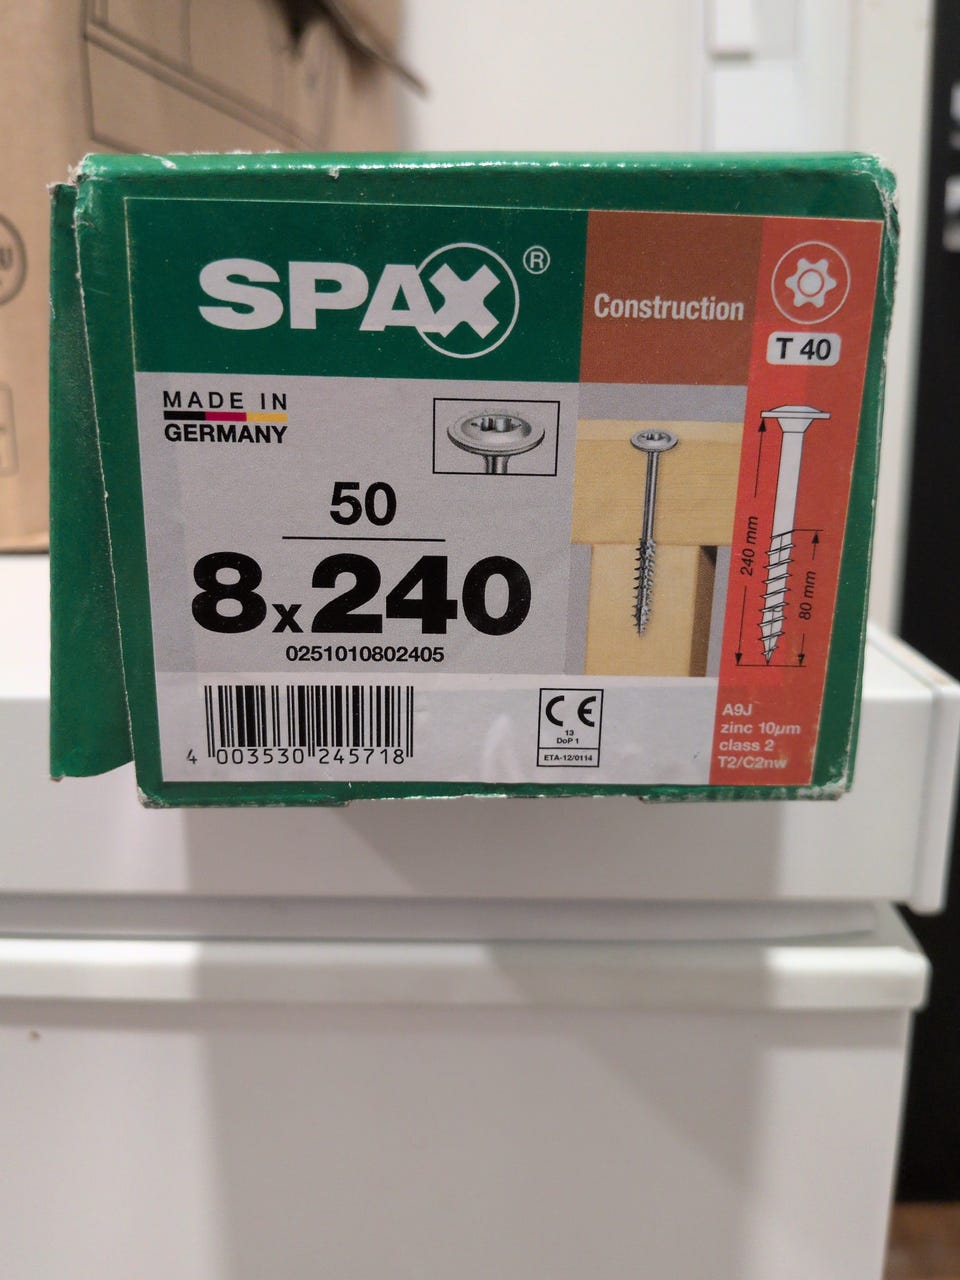 SPAX®
Construction
T 40
MADE IN
GERMANY
50
8x240
0251010802405
4 003530 245718
CE
13
DoP 1
ETA-12/0114
240 mm
80 mm
A9J
zinc 10µm
class 2
T2/C2nw